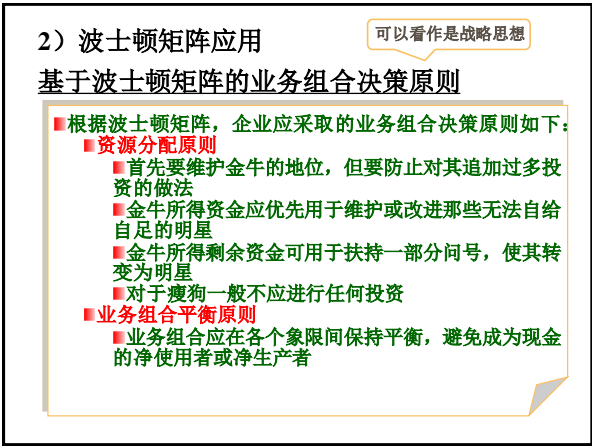 2）波士顿矩阵应用
可以看作是战略思想
基于波士顿矩阵的业务组合决策原则
根据波士顿矩阵，企业应采取的业务组合决策原则如下：
资源分配原则
首先要维护金牛的地位，但要防止对其追加过多投
资的做法
金牛所得资金应优先用于维护或改进那些无法自给
自足的明星
金牛所得剩余资金可用于扶持一部分问号，使其转
变为明星
对于瘦狗一般不应进行任何投资
业务组合平衡原则
业务组合应在各个象限间保持平衡，避免成为现金
的净使用者或净生产者